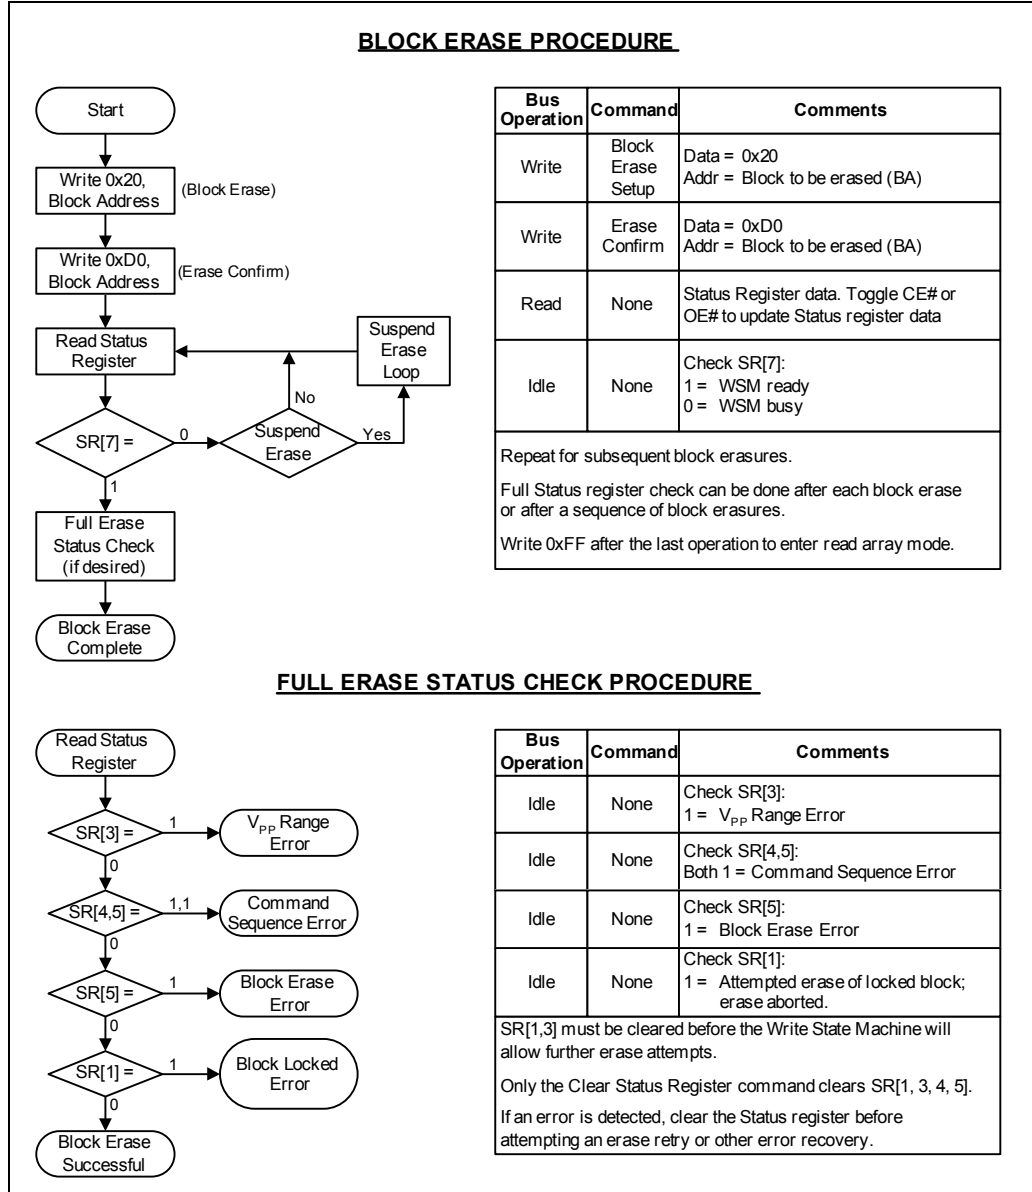 BLOCK ERASE PROCEDURE
Start
Write 0x20,
Block Address
(Block Erase)
Write 0xD0,
Block Address
(Erase Confirm)
Read Status
Register
Suspend
Erase
Loop
No
SR[7] =
0
Suspend
Erase
Yes
1
Full Erase
Status Check
(if desired)
Block Erase
Complete
Bus
Operation
Command
Comments
Write
Block
Erase
Setup
Data = 0x20
Addr = Block to be erased (BA)
Write
Erase
Confirm
Data = 0xD0
Addr = Block to be erased (BA)
Read
None
Status Register data. Toggle CE# or
OE# to update Status register data
Idle
None
Check SR[7]:
1 = WSM ready
0 = WSM busy
Repeat for subsequent block erasures.
Full Status register check can be done after each block erase
or after a sequence of block erasures.
Write 0xFF after the last operation to enter read array mode.
FULL ERASE STATUS CHECK PROCEDURE
Read Status
Register
SR[3] =
1
VPP Range
Error
0
SR[4,5] =
1,1
Command
Sequence Error
0
SR[5] =
1
Block Erase
Error
0
SR[1] =
1
Block Locked
Error
0
Block Erase
Successful
Bus
Operation
Command
Comments
Idle
None
Check SR[3]:
1 = VPP Range Error
Idle
None
Check SR[4,5]:
Both 1 = Command Sequence Error
Idle
None
Check SR[5]:
1 = Block Erase Error
Idle
None
Check SR[1]:
1 = Attempted erase of locked block;
erase aborted.
SR[1,3] must be cleared before the Write State Machine will
allow further erase attempts.
Only the Clear Status Register command clears SR[1, 3, 4, 5].
If an error is detected, clear the Status register before
attempting an erase retry or other error recovery.